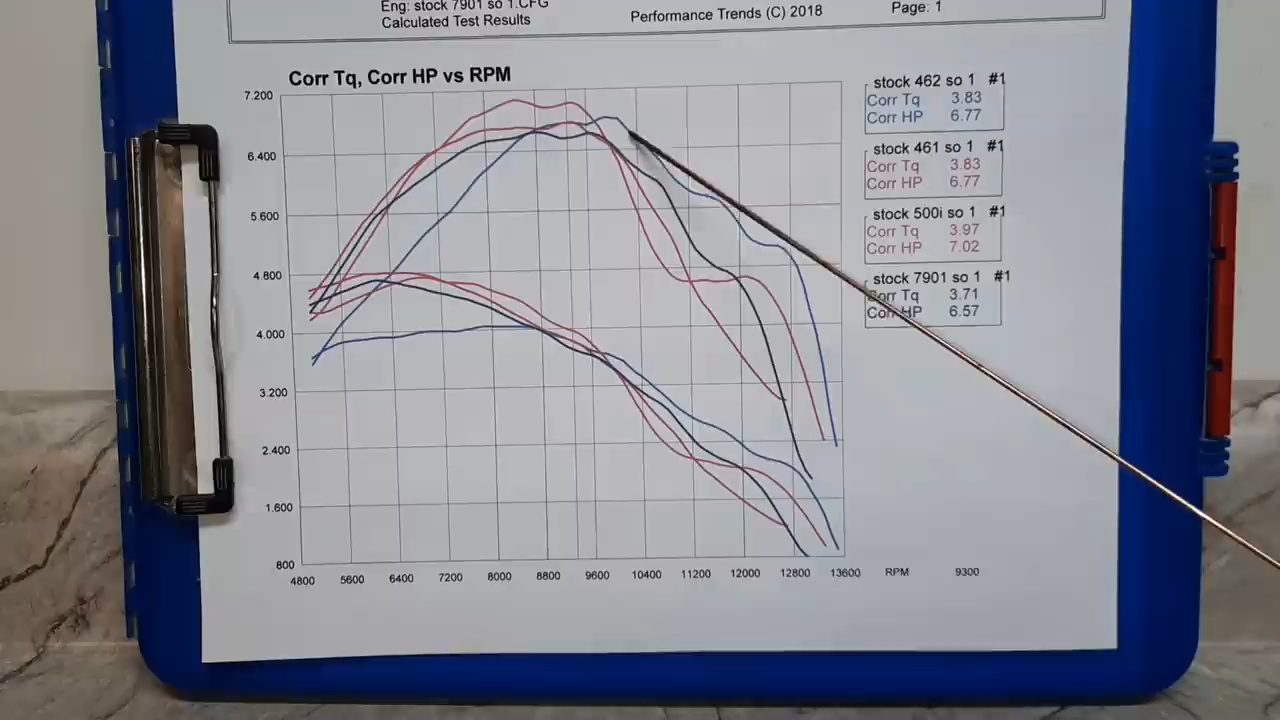 Eng: stock 7901 so 1.CFG
Calculated Test Results
Performance Trends (C) 2018
Page: 1
Corr Tq, Corr HP vs RPM
7.200
6.400
5.600
4.800
4.000
3.200
2.400
1.600
800
4800 5600 6400 7200 8000 8800 9600 10400 11200 12000 12800 13600 RPM 9300
stock 462 so 1 #1
Corr Tq 3.83
Corr HP 6.77
stock 461 so 1 #1
Corr Tq 3.83
Corr HP 6.77
stock 500i so 1 #1
Corr Tq 3.97
Corr HP 7.02
stock 7901 so 1 #1
Corr Tq 3.71
Corr HP 6.57